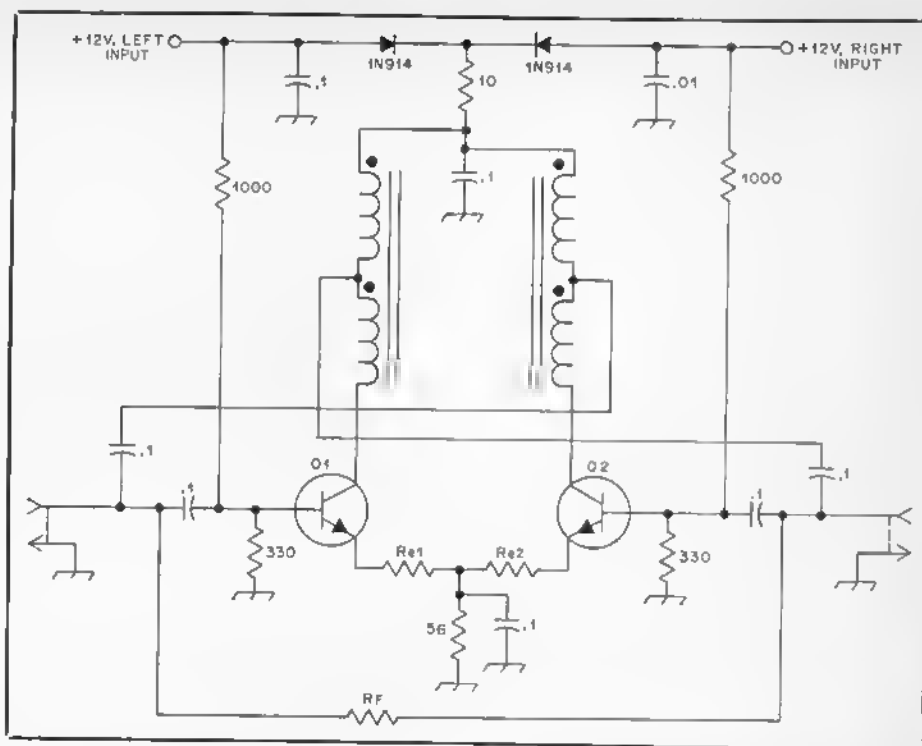 +12V, LEFT
INPUT
1N914
1N914
+12V, RIGHT
INPUT
.1
10
.01
1000
.1
1000
.1
.1
Q1
Q2
.1
.1
330
Re1
Re2
330
56
.1
RF